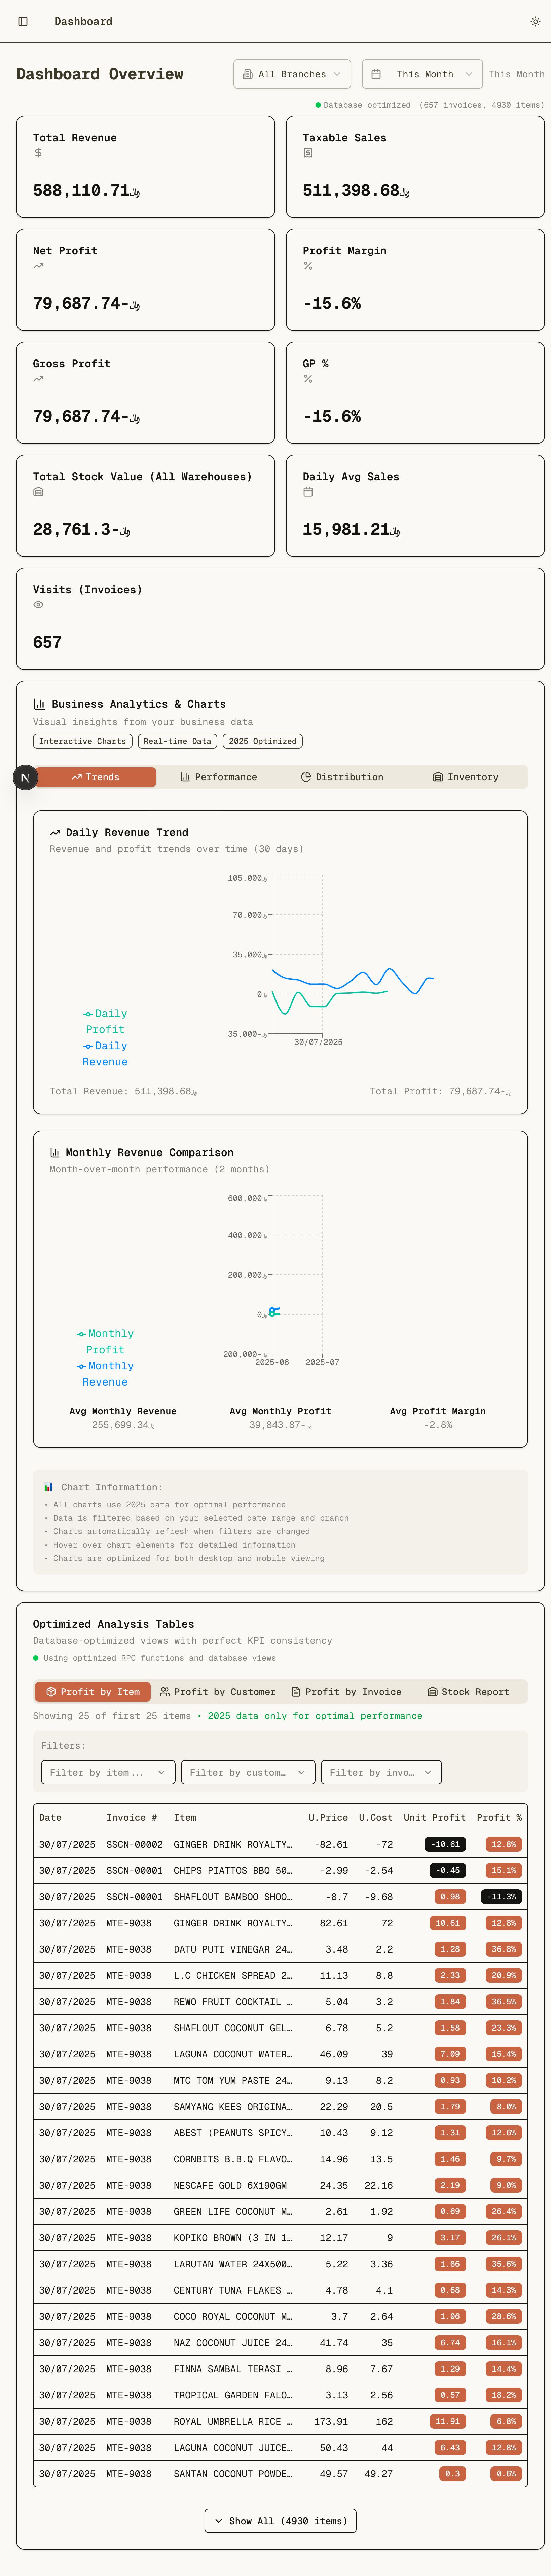 Dashboard
Dashboard Overview
All Branches
This Month
This Month
Database optimized (657 invoices, 4930 items)
Total Revenue
588,110.71﷼
Taxable Sales
511,398.68﷼
Net Profit
79,687.74-﷼
Profit Margin
-15.6%
Gross Profit
79,687.74-﷼
GP %
-15.6%
Total Stock Value (All Warehouses)
28,761.3-﷼
Daily Avg Sales
15,981.21﷼
Visits (Invoices)
657
Business Analytics & Charts
Visual insights from your business data
Interactive Charts
Real-time Data
2025 Optimized
N
Trends
Performance
Distribution
Inventory
Daily Revenue Trend
Revenue and profit trends over time (30 days)
105,000﷼
70,000﷼
35,000﷼
0﷼
35,000-﷼
30/07/2025
Daily
Profit
Daily
Revenue
Total Revenue: 511,398.68﷼
Total Profit: 79,687.74-﷼
Monthly Revenue Comparison
Month-over-month performance (2 months)
600,000﷼
400,000﷼
200,000﷼
0﷼
200,000-﷼
2025-06 2025-07
Monthly
Profit
Monthly
Revenue
Avg Monthly Revenue
255,699.34﷼
Avg Monthly Profit
39,843.87-﷼
Avg Profit Margin
-2.8%
Chart Information:
• All charts use 2025 data for optimal performance
• Data is filtered based on your selected date range and branch
• Charts automatically refresh when filters are changed
• Hover over chart elements for detailed information
• Charts are optimized for both desktop and mobile viewing
Optimized Analysis Tables
Database-optimized views with perfect KPI consistency
Using optimized RPC functions and database views
Profit by Item
Profit by Customer
Profit by Invoice
Stock Report
Showing 25 of first 25 items • 2025 data only for optimal performance
Filters:
Filter by item...
Filter by custom…
Filter by invo…
Date Invoice # Item U.Price U.Cost Unit Profit Profit %
30/07/2025 SSCN-00002 GINGER DRINK ROYALTY… -82.61 -72 -10.61 12.8%
30/07/2025 SSCN-00001 CHIPS PIATTOS BBQ 50… -2.99 -2.54 -0.45 15.1%
30/07/2025 SSCN-00001 SHAFLOUT BAMBOO SHOO… -8.7 -9.68 0.98 -11.3%
30/07/2025 MTE-9038 GINGER DRINK ROYALTY… 82.61 72 10.61 12.8%
30/07/2025 MTE-9038 DATU PUTI VINEGAR 24… 3.48 2.2 1.28 36.8%
30/07/2025 MTE-9038 L.C CHICKEN SPREAD 2… 11.13 8.8 2.33 20.9%
30/07/2025 MTE-9038 REWO FRUIT COCKTAIL … 5.04 3.2 1.84 36.5%
30/07/2025 MTE-9038 SHAFLOUT COCONUT GEL… 6.78 5.2 1.58 23.3%
30/07/2025 MTE-9038 LAGUNA COCONUT WATER… 46.09 39 7.09 15.4%
30/07/2025 MTE-9038 MTC TOM YUM PASTE 24… 9.13 8.2 0.93 10.2%
30/07/2025 MTE-9038 SAMYANG KEES ORIGINA… 22.29 20.5 1.79 8.0%
30/07/2025 MTE-9038 ABEST (PEANUTS SPICY… 10.43 9.12 1.31 12.6%
30/07/2025 MTE-9038 CORNBITS B.B.Q FLAVO… 14.96 13.5 1.46 9.7%
30/07/2025 MTE-9038 NESCAFE GOLD 6X190GM 24.35 22.16 2.19 9.0%
30/07/2025 MTE-9038 GREEN LIFE COCONUT M… 2.61 1.92 0.69 26.4%
30/07/2025 MTE-9038 KOPIKO BROWN (3 IN 1… 12.17 9 3.17 26.1%
30/07/2025 MTE-9038 LARUTAN WATER 24X500… 5.22 3.36 1.86 35.6%
30/07/2025 MTE-9038 CENTURY TUNA FLAKES … 4.78 4.1 0.68 14.3%
30/07/2025 MTE-9038 COCO ROYAL COCONUT M… 3.7 2.64 1.06 28.6%
30/07/2025 MTE-9038 NAZ COCONUT JUICE 24… 41.74 35 6.74 16.1%
30/07/2025 MTE-9038 FINNA SAMBAL TERASI … 8.96 7.67 1.29 14.4%
30/07/2025 MTE-9038 TROPICAL GARDEN FALO… 3.13 2.56 0.57 18.2%
30/07/2025 MTE-9038 ROYAL UMBRELLA RICE … 173.91 162 11.91 6.8%
30/07/2025 MTE-9038 LAGUNA COCONUT JUICE… 50.43 44 6.43 12.8%
30/07/2025 MTE-9038 SANTAN COCONUT POWDE… 49.57 49.27 0.3 0.6%
Show All (4930 items)